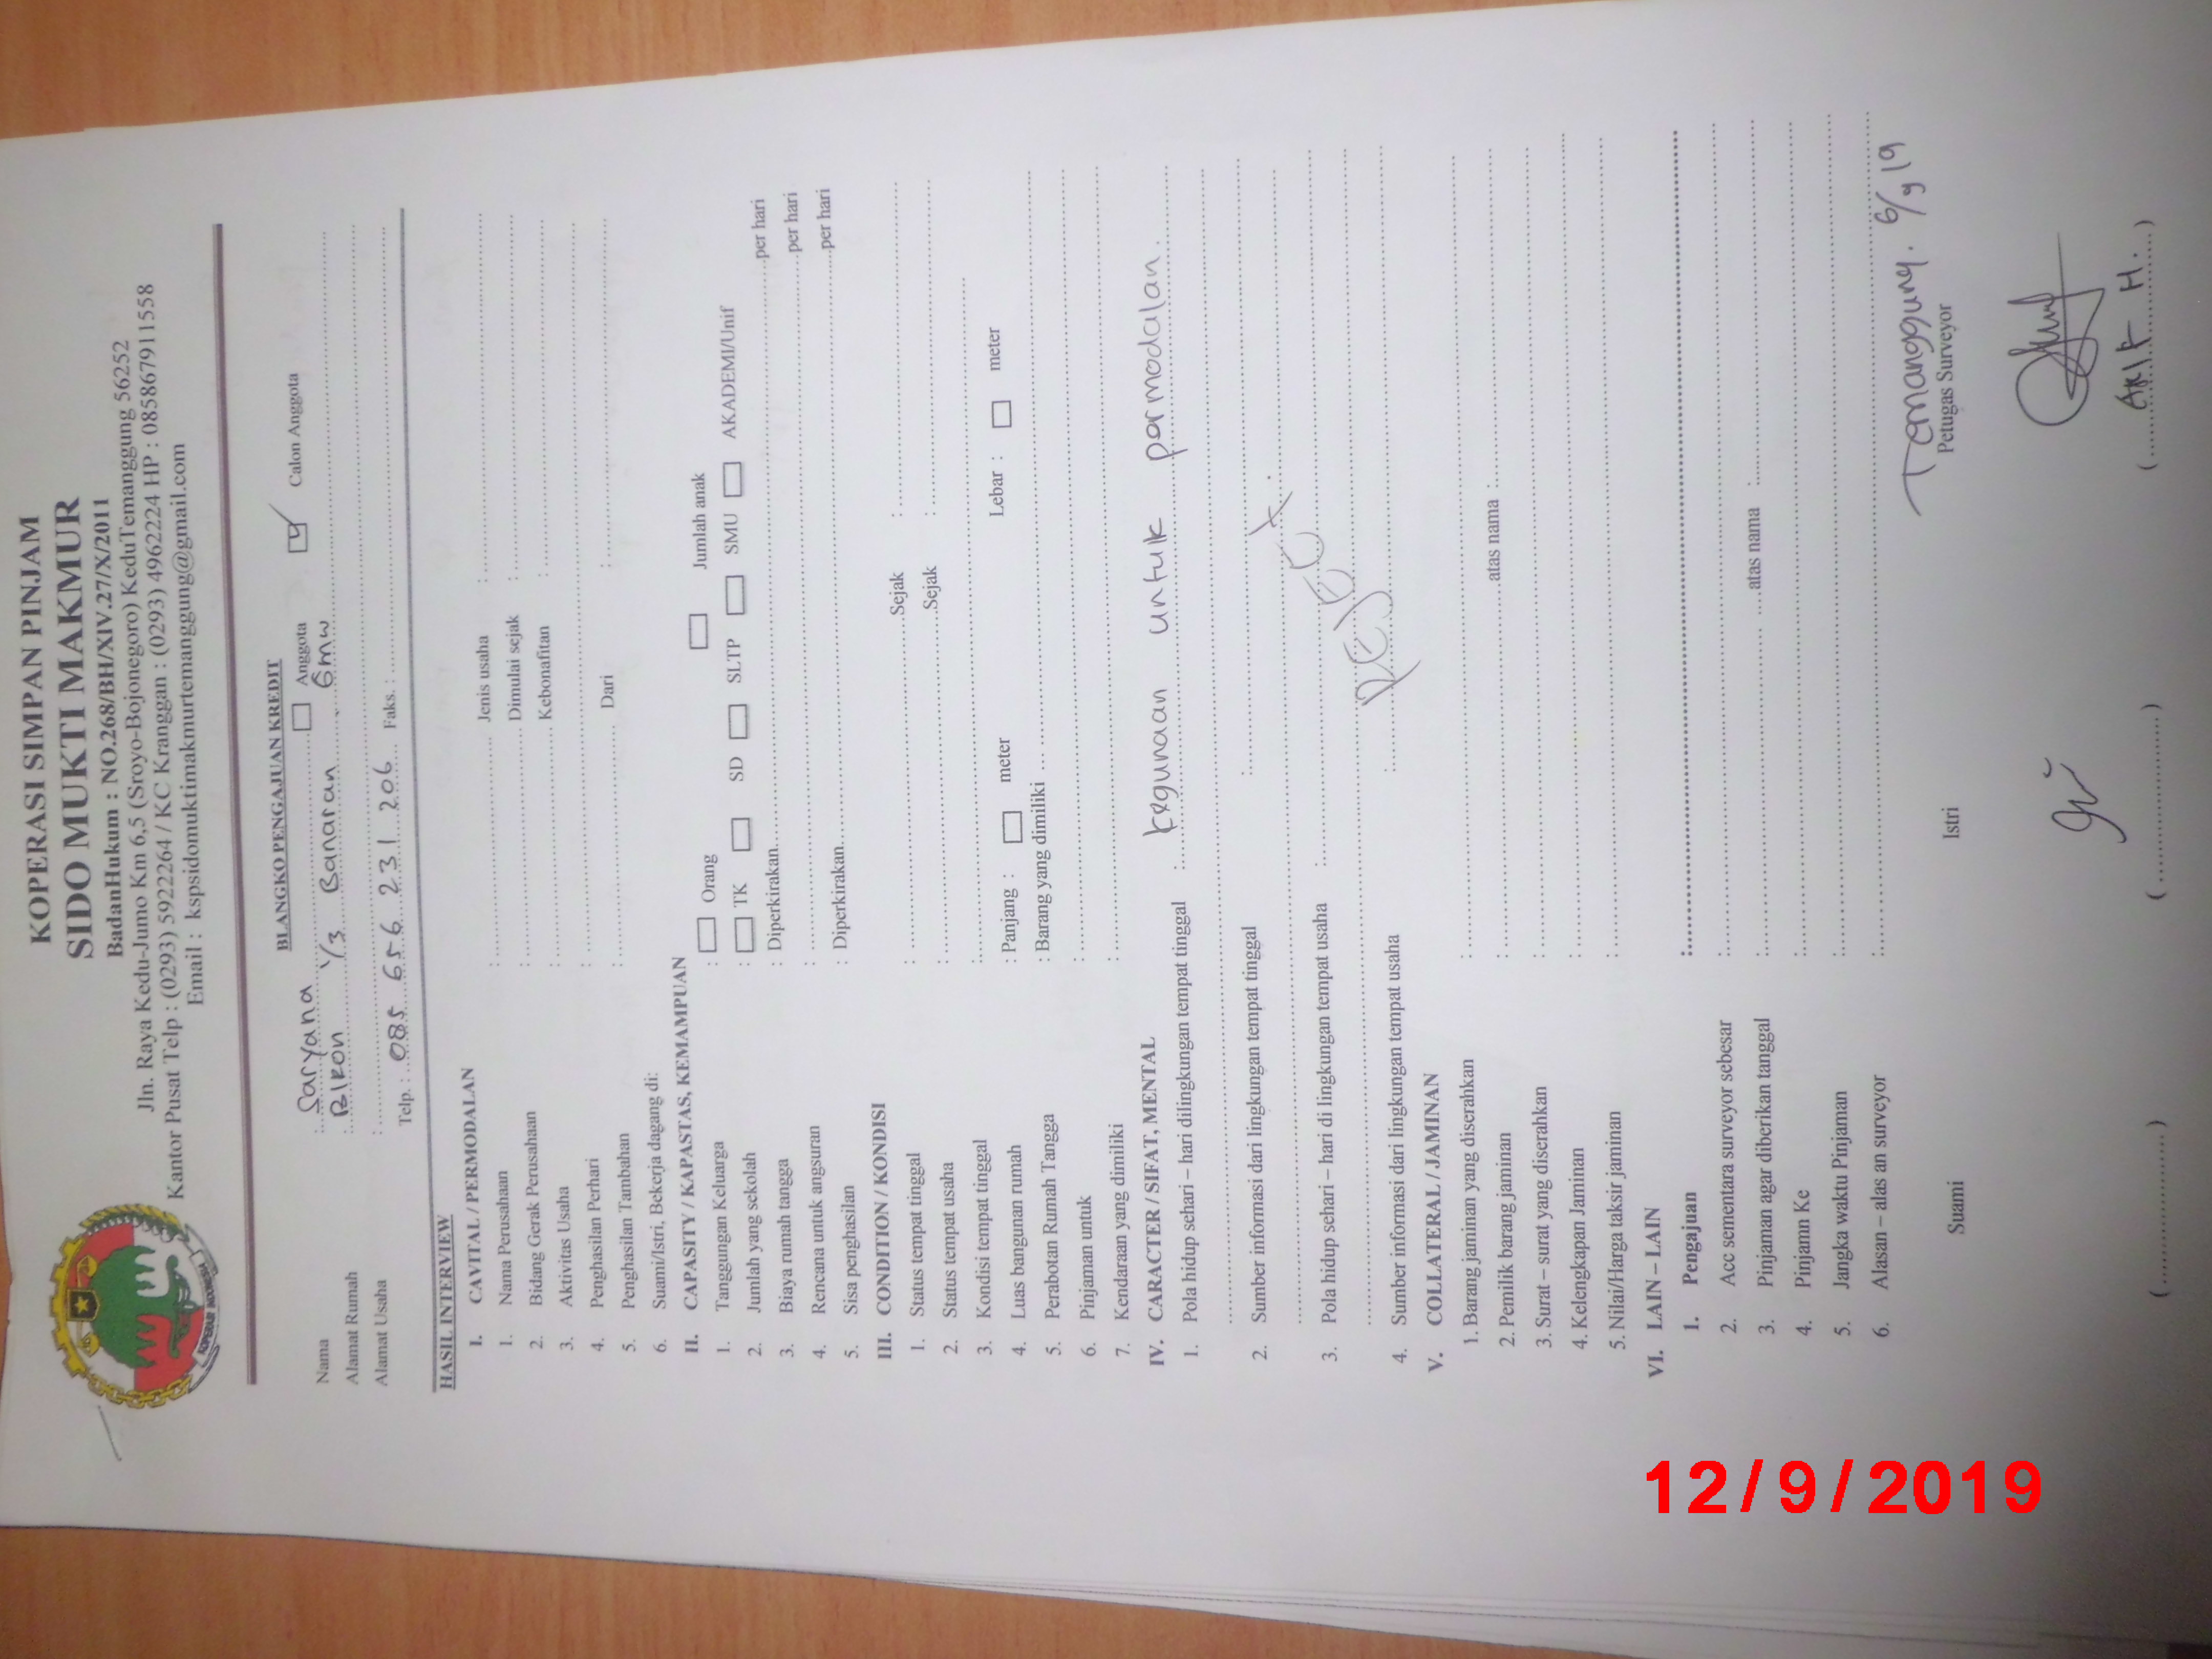 KOPERASI SIMPAN PINJAM
SIDO MUKTI MAKMUR
BadanHukum : NO.268/BH/XIV.27/X/2011
Jln. Raya Kedu-Jumo Km 6,5 (Sroyo-Bojonegoro) KeduTemanggung 56252
Kantor Pusat Telp : (0293) 5922264 / KC Kranggan : (0293) 4962224 HP : 085867911558
Email : kspsidomuktimakmurtemanggung@gmail.com
KOPERASI INDONESIA
BLANGKO PENGAJUAN KREDIT
Nama : Saryana Anggota Calon Anggota
Alamat Rumah : Blkon 1/3 Banaran Gmw
Alamat Usaha :
Telp. : 085 656 231 206 Faks. :
HASIL INTERVIEW
I. CAVITAL / PERMODALAN
1. Nama Perusahaan : Jenis usaha :
2. Bidang Gerak Perusahaan : Dimulai sejak :
3. Aktivitas Usaha : Kebonafitan :
4. Penghasilan Perhari :
5. Penghasilan Tambahan : Dari :
6. Suami/Istri, Bekerja dagang di:
II. CAPASITY / KAPASTAS, KEMAMPUAN
1. Tanggungan Keluarga : Orang Jumlah anak
2. Jumlah yang sekolah : TK SD SLTP SMU AKADEMI/Unif
3. Biaya rumah tangga : Diperkirakan per hari
4. Rencana untuk angsuran : per hari
5. Sisa penghasilan : Diperkirakan per hari
III. CONDITION / KONDISI
1. Status tempat tinggal : Sejak :
2. Status tempat usaha : Sejak :
3. Kondisi tempat tinggal :
4. Luas bangunan rumah : Panjang : meter Lebar : meter
5. Perabotan Rumah Tangga : Barang yang dimiliki
6. Pinjaman untuk :
7. Kendaraan yang dimiliki :
IV. CARACTER / SIFAT, MENTAL
1. Pola hidup sehari – hari dilingkungan tempat tinggal : kegunaan untuk parmodalan.
2. Sumber informasi dari lingkungan tempat tinggal :
3. Pola hidup sehari – hari di lingkungan tempat usaha :
4. Sumber informasi dari lingkungan tempat usaha :
V. COLLATERAL / JAMINAN
1. Barang jaminan yang diserahkan :
2. Pemilik barang jaminan : atas nama :
3. Surat – surat yang diserahkan :
4. Kelengkapan Jaminan :
5. Nilai/Harga taksir jaminan :
VI. LAIN – LAIN
1. Pengajuan :
2. Acc sementara surveyor sebesar :
3. Pinjaman agar diberikan tanggal : atas nama :
4. Pinjamn Ke :
5. Jangka waktu Pinjaman :
6. Alasan – alas an surveyor :
Temanggung. 6/9 19
Suami Istri Petugas Surveyor
(....................) (....................) (ARIF H.)
12/9/2019